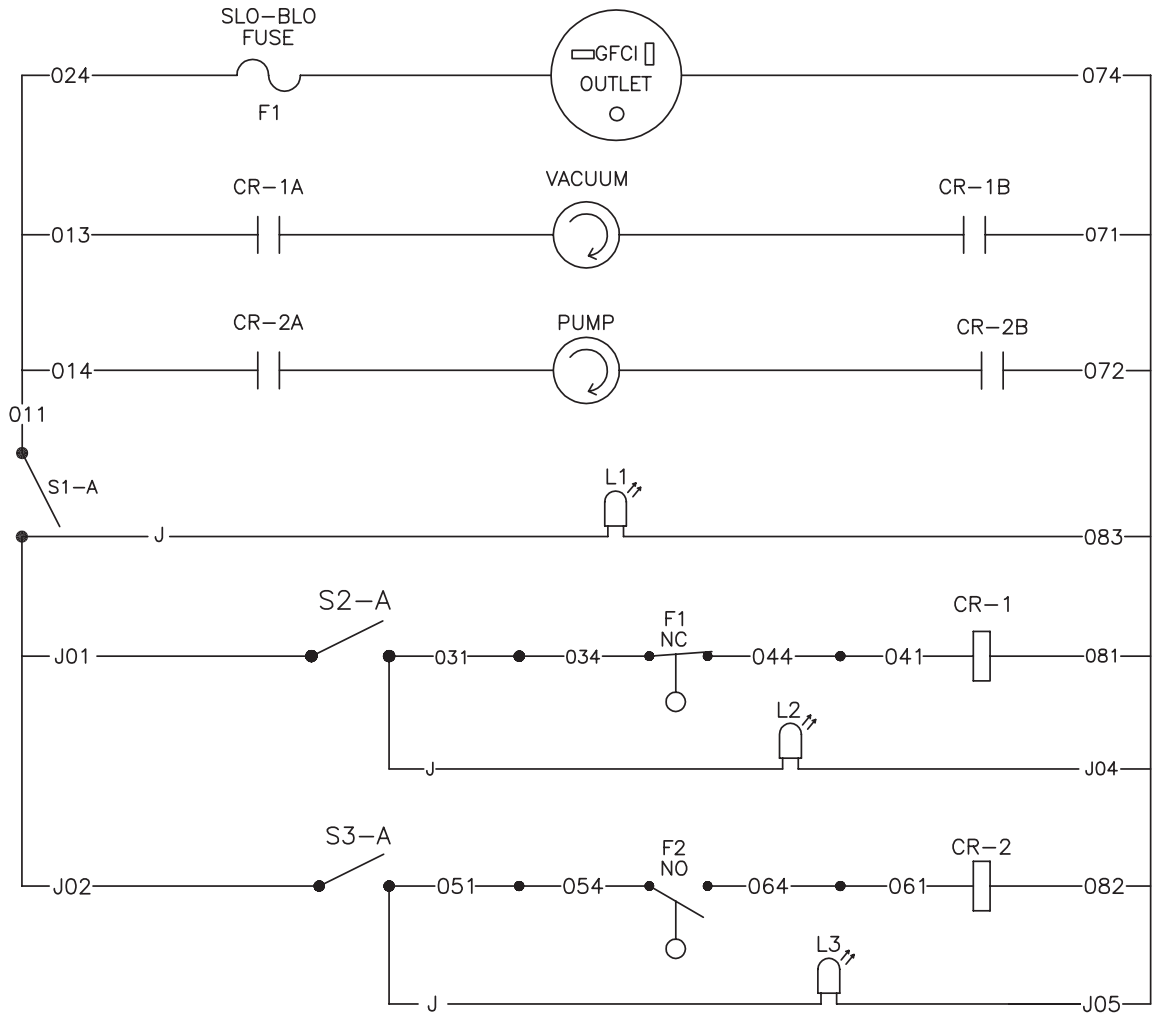 SLO-BLO
FUSE
024
F1
GFCI
OUTLET
074
CR-1A
VACUUM
CR-1B
013
071
CR-2A
PUMP
CR-2B
014
072
011
S1-A
L1
J
083
S2-A
F1
NC
CR-1
J01
031
034
044
041
081
L2
J
J04
S3-A
F2
NO
CR-2
J02
051
054
064
061
082
L3
J
J05